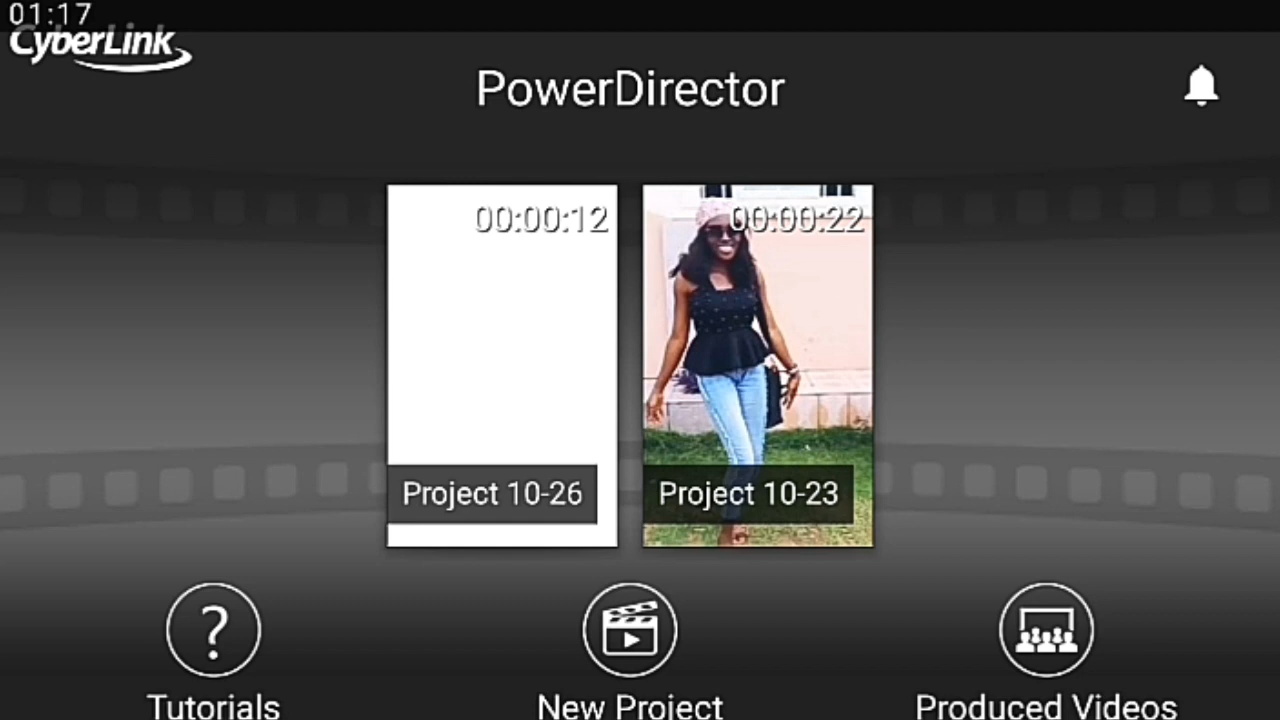 01:17
CyberLink
PowerDirector
00:00:12
00:00:22
Project 10-26
Project 10-23
?
Tutorials
New Project
Produced Videos